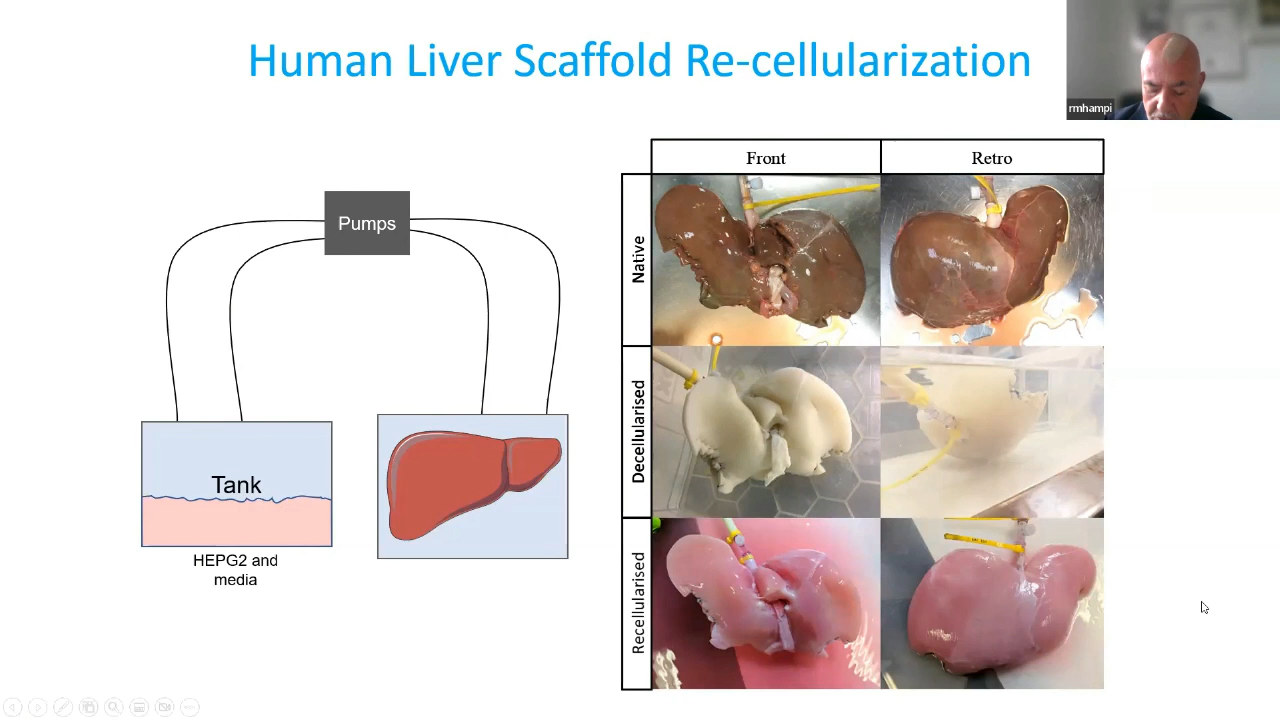 Human Liver Scaffold Re-cellularization
rmhampi
Front
Retro
Pumps
Native
Decellularised
Tank
HEPG2 and
media
Recellularised